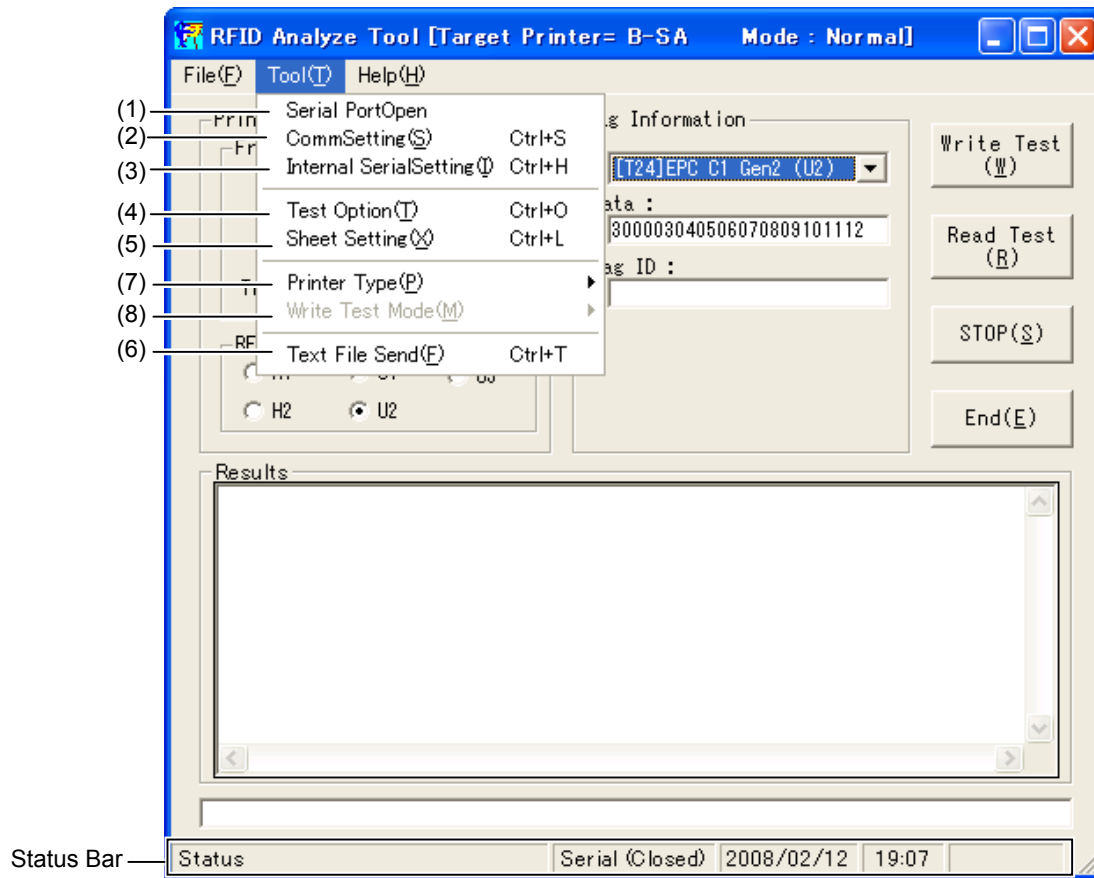 RFID Analyze Tool [Target Printer= B-SA Mode : Normal]
File(F) Tool(T) Help(H)
(1) Serial PortOpen
(2) CommSetting(S) Ctrl+S
(3) Internal SerialSetting(I) Ctrl+H
(4) Test Option(T) Ctrl+O
(5) Sheet Setting(X) Ctrl+L
(7) Printer Type(P)
(8) Write Test Mode(M)
(6) Text File Send(F) Ctrl+T
Information
[T24]EPC C1 Gen2 (U2)
ata :
300003040506070809101112
ag ID :
H2 U2
Write Test
(W)
Read Test
(R)
STOP(S)
End(E)
Results
Status Bar
Status Serial (Closed) 2008/02/12 19:07